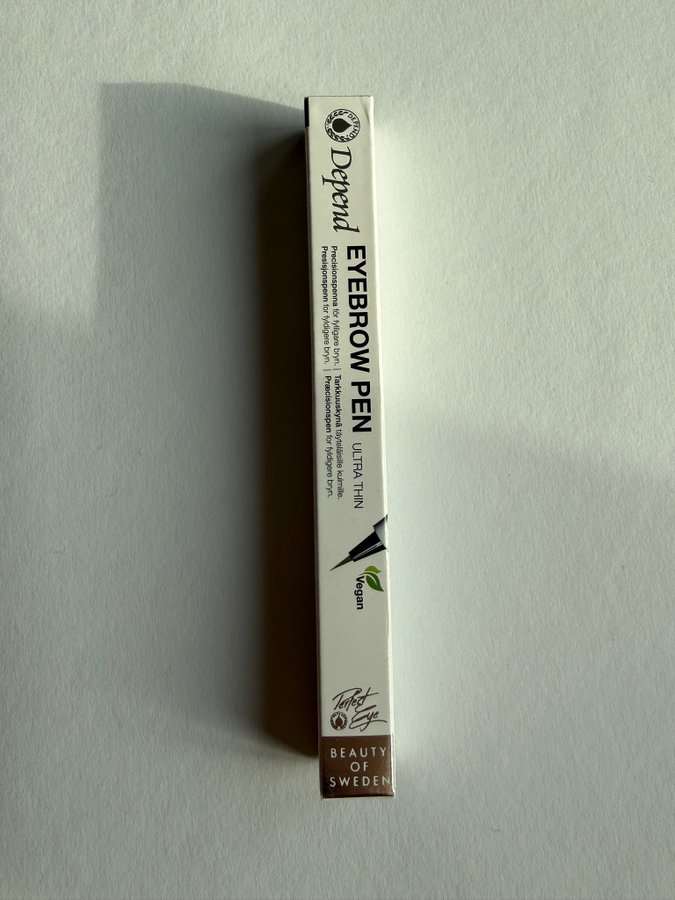 DEPEND
Depend
EYEBROW PEN ULTRA THIN
Precisionspenna för fylligare bryn. | Tarkkuuskynä täyteläisille kulmille.
Presisjonspenn for fyldigere bryn. | Præcisionspen for fyldigere bryn.
Vegan
Perfect
Eye
BEAUTY
OF
SWEDEN